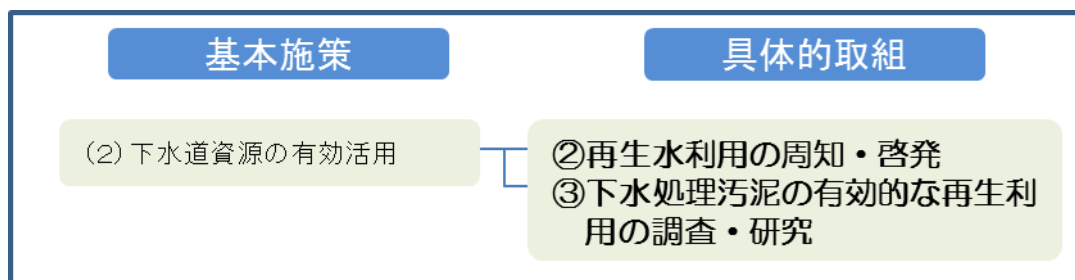 基本施策
具体的取組
(2)下水道資源の有効活用
②再生水利用の周知・啓発
③下水処理汚泥の有効的な再生利
用の調査・研究